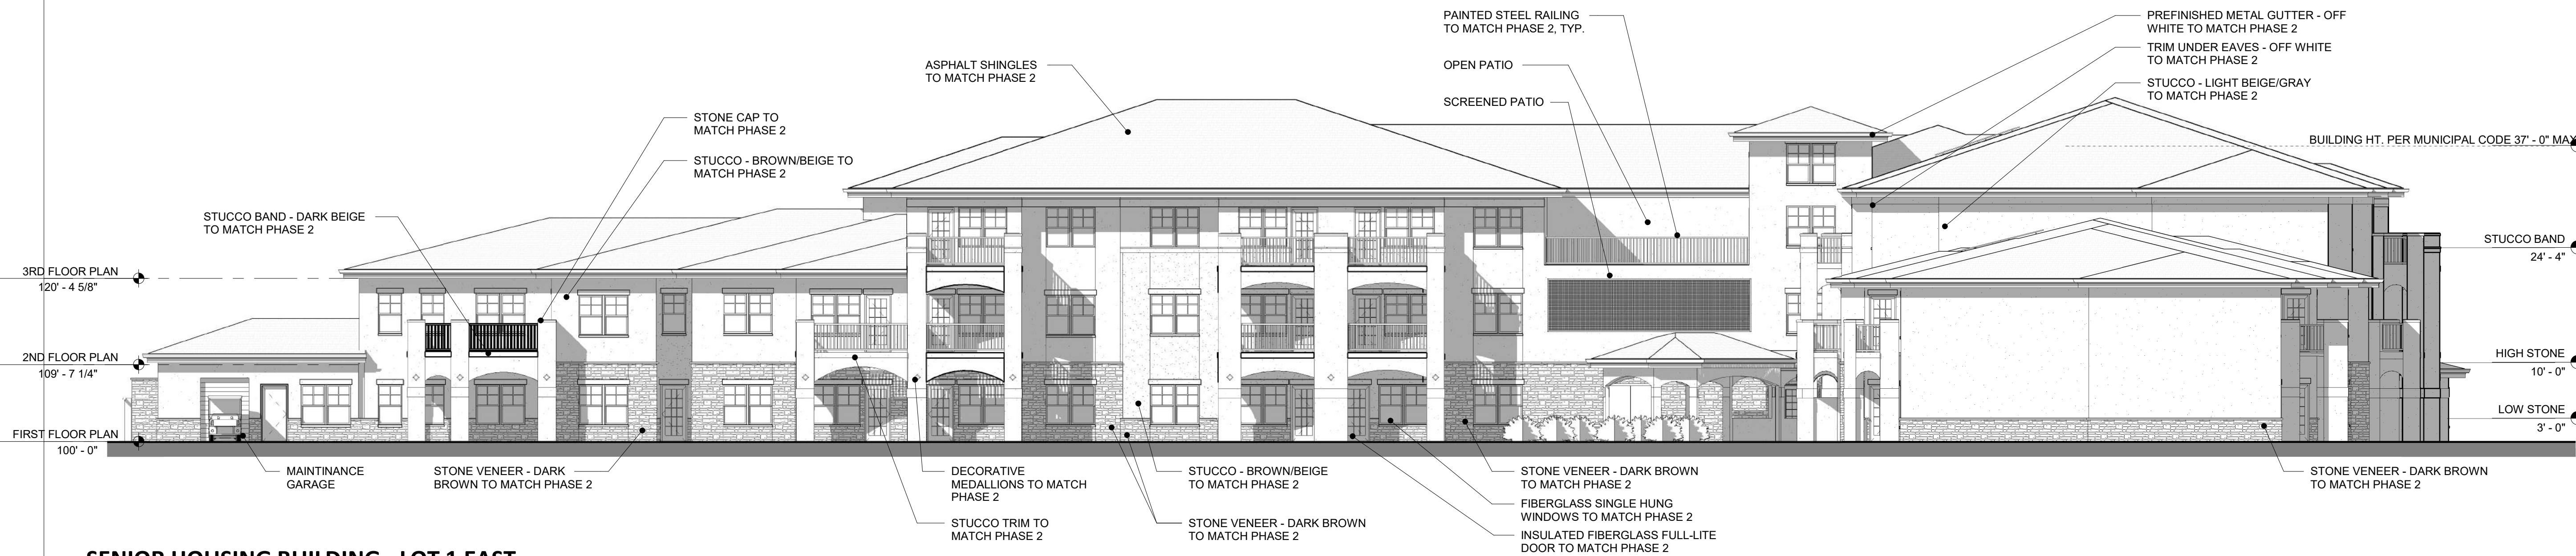 PAINTED STEEL RAILING
TO MATCH PHASE 2, TYP.
PREFINISHED METAL GUTTER - OFF
WHITE TO MATCH PHASE 2
TRIM UNDER EAVES - OFF WHITE
TO MATCH PHASE 2
ASPHALT SHINGLES
TO MATCH PHASE 2
OPEN PATIO
STUCCO - LIGHT BEIGE/GRAY
TO MATCH PHASE 2
SCREENED PATIO
STONE CAP TO
MATCH PHASE 2
BUILDING HT. PER MUNICIPAL CODE 37' - 0" MAX
STUCCO - BROWN/BEIGE TO
MATCH PHASE 2
STUCCO BAND - DARK BEIGE
TO MATCH PHASE 2
STUCCO BAND
24' - 4"
3RD FLOOR PLAN
120' - 4 5/8"
2ND FLOOR PLAN
109' - 7 1/4"
HIGH STONE
10' - 0"
LOW STONE
3' - 0"
FIRST FLOOR PLAN
100' - 0"
MAINTINANCE
GARAGE
STONE VENEER - DARK
BROWN TO MATCH PHASE 2
DECORATIVE
MEDALLIONS TO MATCH
PHASE 2
STUCCO - BROWN/BEIGE
TO MATCH PHASE 2
STONE VENEER - DARK BROWN
TO MATCH PHASE 2
STONE VENEER - DARK BROWN
TO MATCH PHASE 2
FIBERGLASS SINGLE HUNG
WINDOWS TO MATCH PHASE 2
STUCCO TRIM TO
MATCH PHASE 2
STONE VENEER - DARK BROWN
TO MATCH PHASE 2
INSULATED FIBERGLASS FULL-LITE
DOOR TO MATCH PHASE 2
SENIOR HOUSING BUILDING - LOT 1 EAST